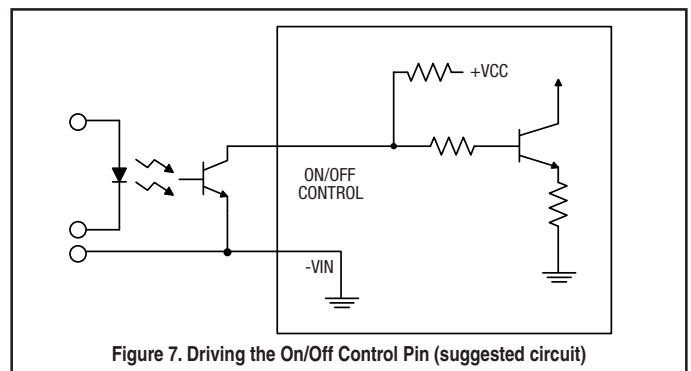 +VCC
ON/OFF
CONTROL
-VIN
Figure 7. Driving the On/Off Control Pin (suggested circuit)